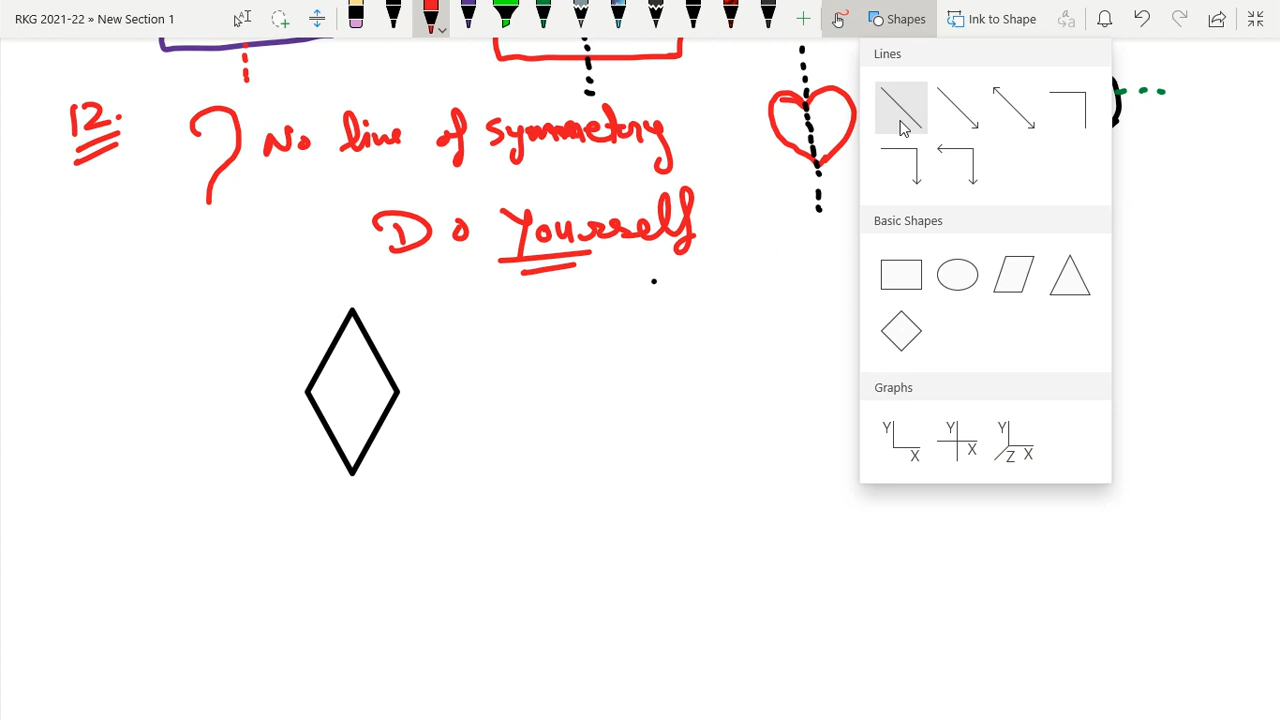 RKG 2021-22 » New Section 1
Shapes
Ink to Shape
Lines
12.
? No line of symmetory
Do Yourself
Basic Shapes
Graphs
Y X
Y X
Y Z X